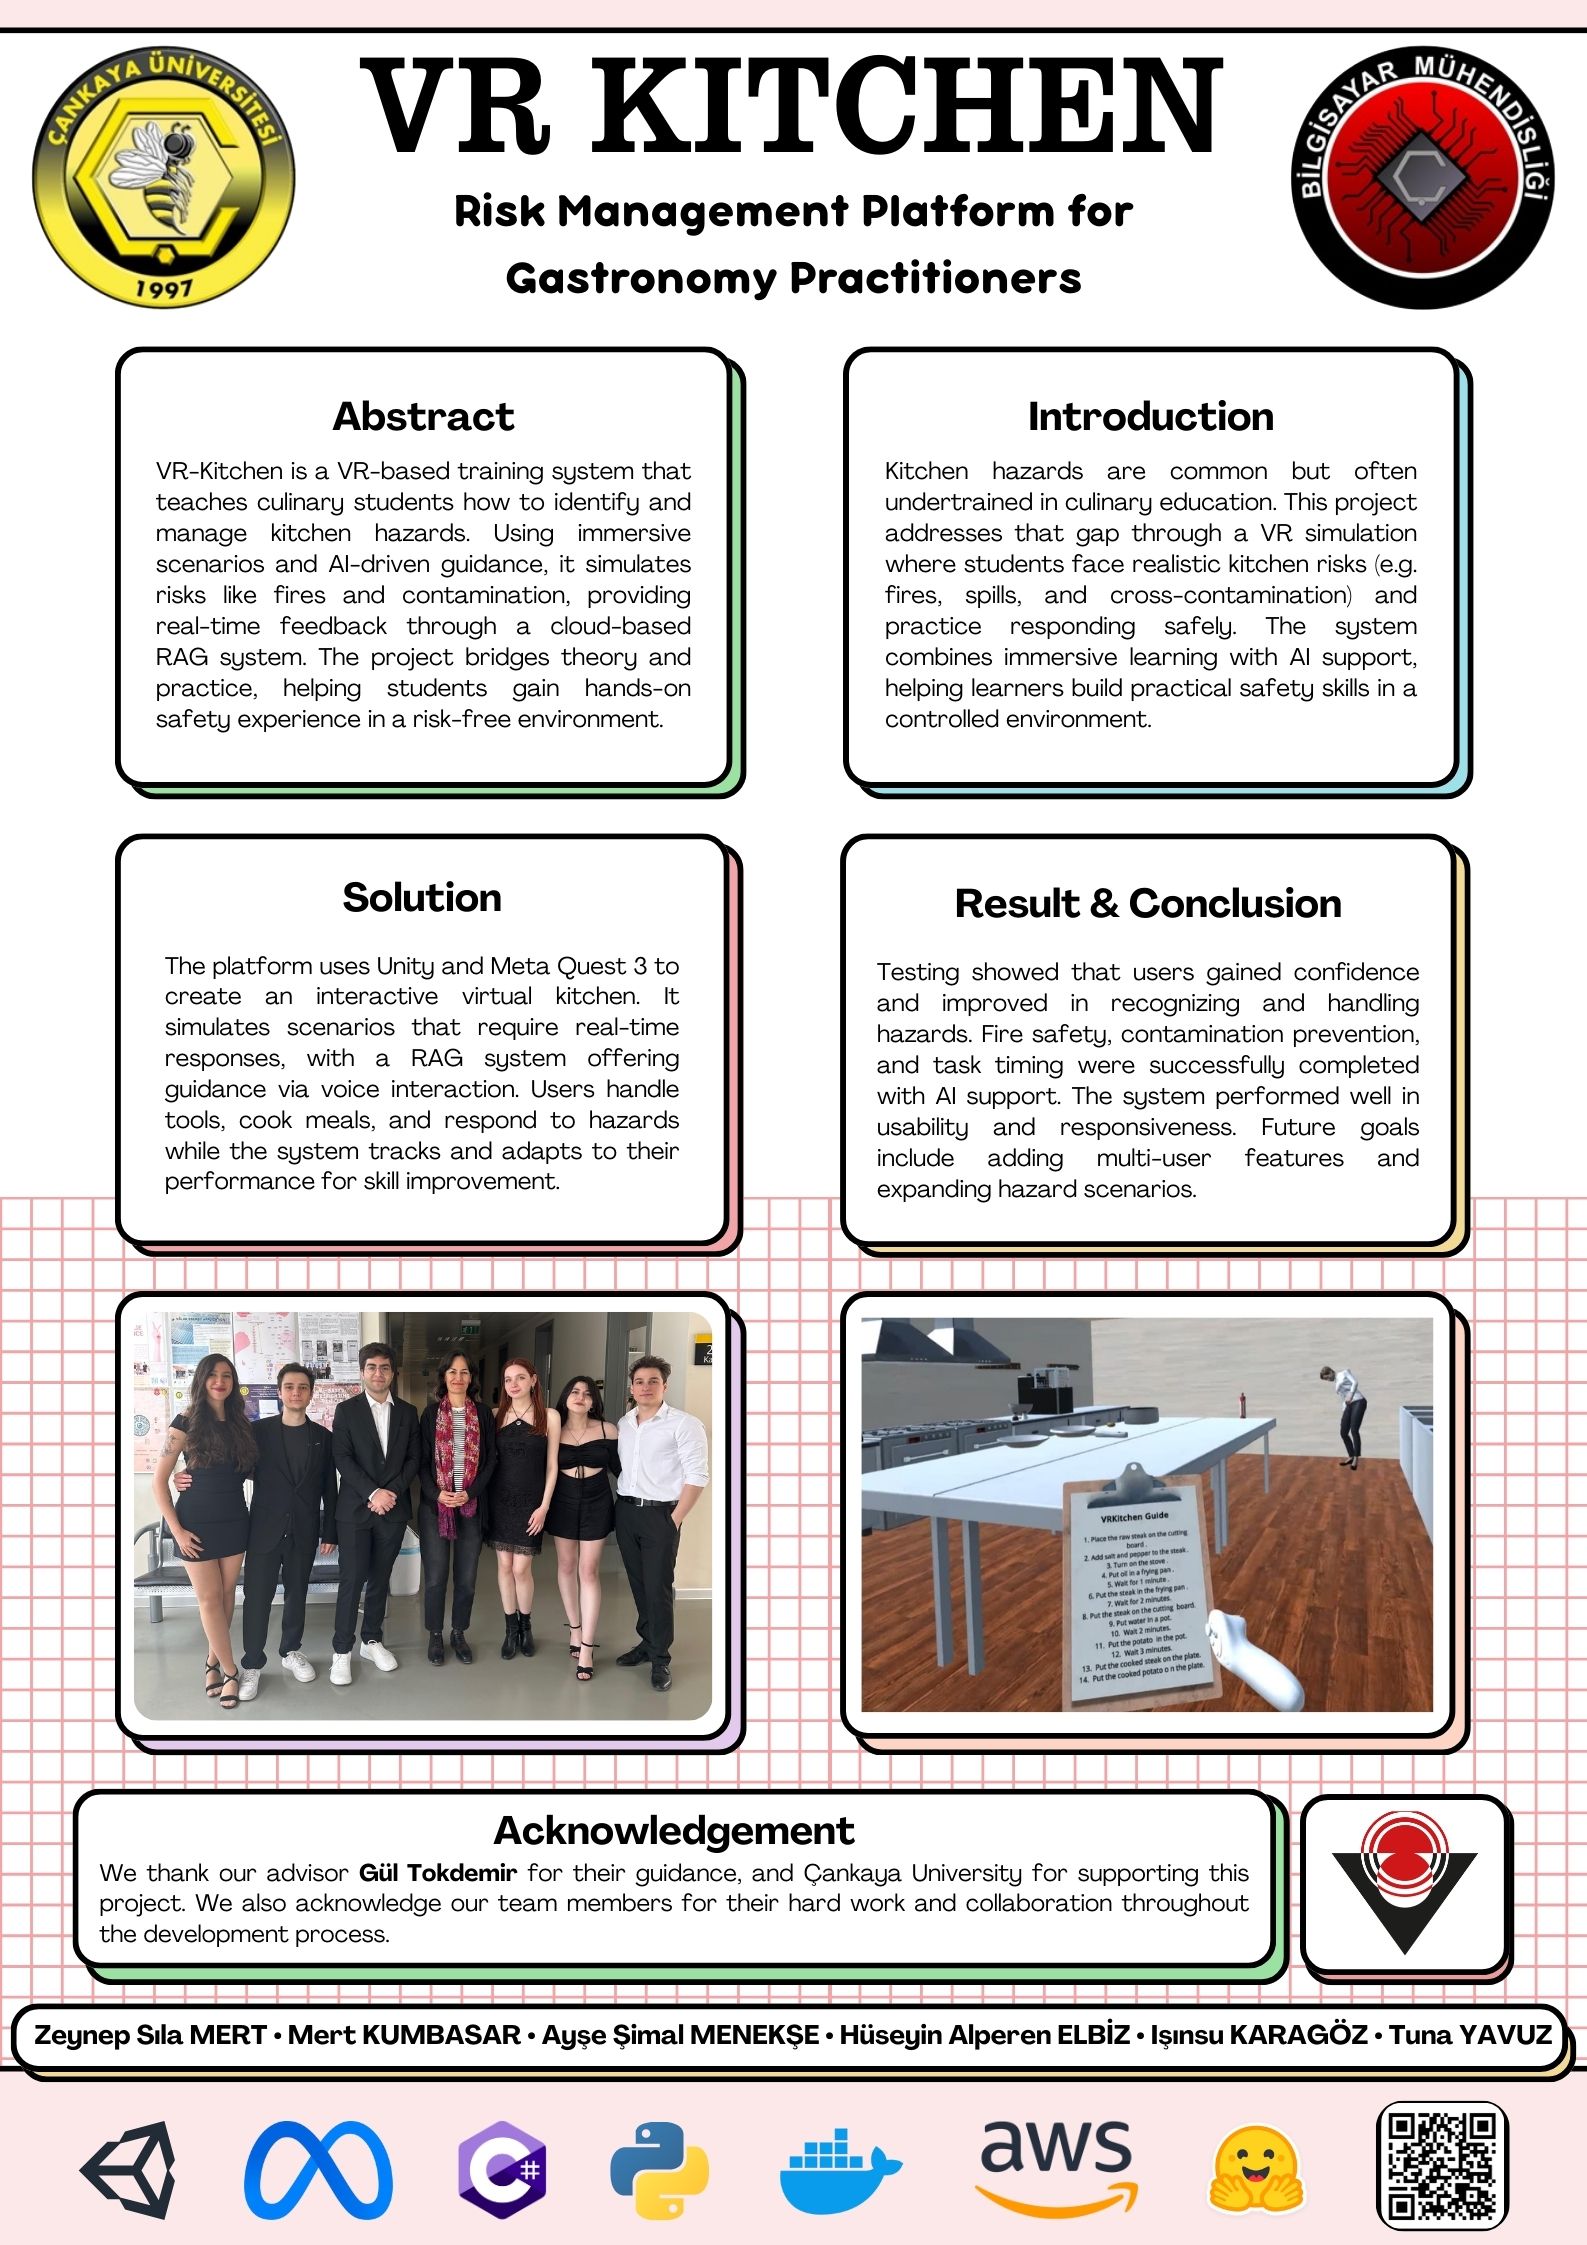 ÇANKAYA ÜNİVERSİTESİ
1997
VR KITCHEN
Risk Management Platform for
Gastronomy Practitioners
BİLGİSAYAR MÜHENDİSLİĞİ
Abstract
VR-Kitchen is a VR-based training system that
teaches culinary students how to identify and
manage kitchen hazards. Using immersive
scenarios and AI-driven guidance, it simulates
risks like fires and contamination, providing
real-time feedback through a cloud-based
RAG system. The project bridges theory and
practice, helping students gain hands-on
safety experience in a risk-free environment.
Introduction
Kitchen hazards are common but often
undertrained in culinary education. This project
addresses that gap through a VR simulation
where students face realistic kitchen risks (e.g.
fires, spills, and cross-contamination) and
practice responding safely. The system
combines immersive learning with AI support,
helping learners build practical safety skills in a
controlled environment.
Solution
The platform uses Unity and Meta Quest 3 to
create an interactive virtual kitchen. It
simulates scenarios that require real-time
responses, with a RAG system offering
guidance via voice interaction. Users handle
tools, cook meals, and respond to hazards
while the system tracks and adapts to their
performance for skill improvement.
Result & Conclusion
Testing showed that users gained confidence
and improved in recognizing and handling
hazards. Fire safety, contamination prevention,
and task timing were successfully completed
with AI support. The system performed well in
usability and responsiveness. Future goals
include adding multi-user features and
expanding hazard scenarios.
VRKitchen Guide
1. Place the raw steak on the cutting
board .
2. Add salt and pepper to the steak .
3. Turn on the stove .
4. Put oil in a frying pan .
5. Wait for 1 minute .
6. Put the steak in the frying pan .
7. Wait for 2 minutes.
8. Put the steak on the cutting board.
9. Put water in a pot.
10. Wait 2 minutes.
11. Put the potato in the pot.
12. Wait 3 minutes.
13. Put the cooked steak on the plate.
14. Put the cooked potato o n the plate.
Acknowledgement
We thank our advisor Gül Tokdemir for their guidance, and Çankaya University for supporting this
project. We also acknowledge our team members for their hard work and collaboration throughout
the development process.
Zeynep Sıla MERT • Mert KUMBASAR • Ayşe Şimal MENEKŞE • Hüseyin Alperen ELBİZ • Işınsu KARAGÖZ • Tuna YAVUZ
C#
aws